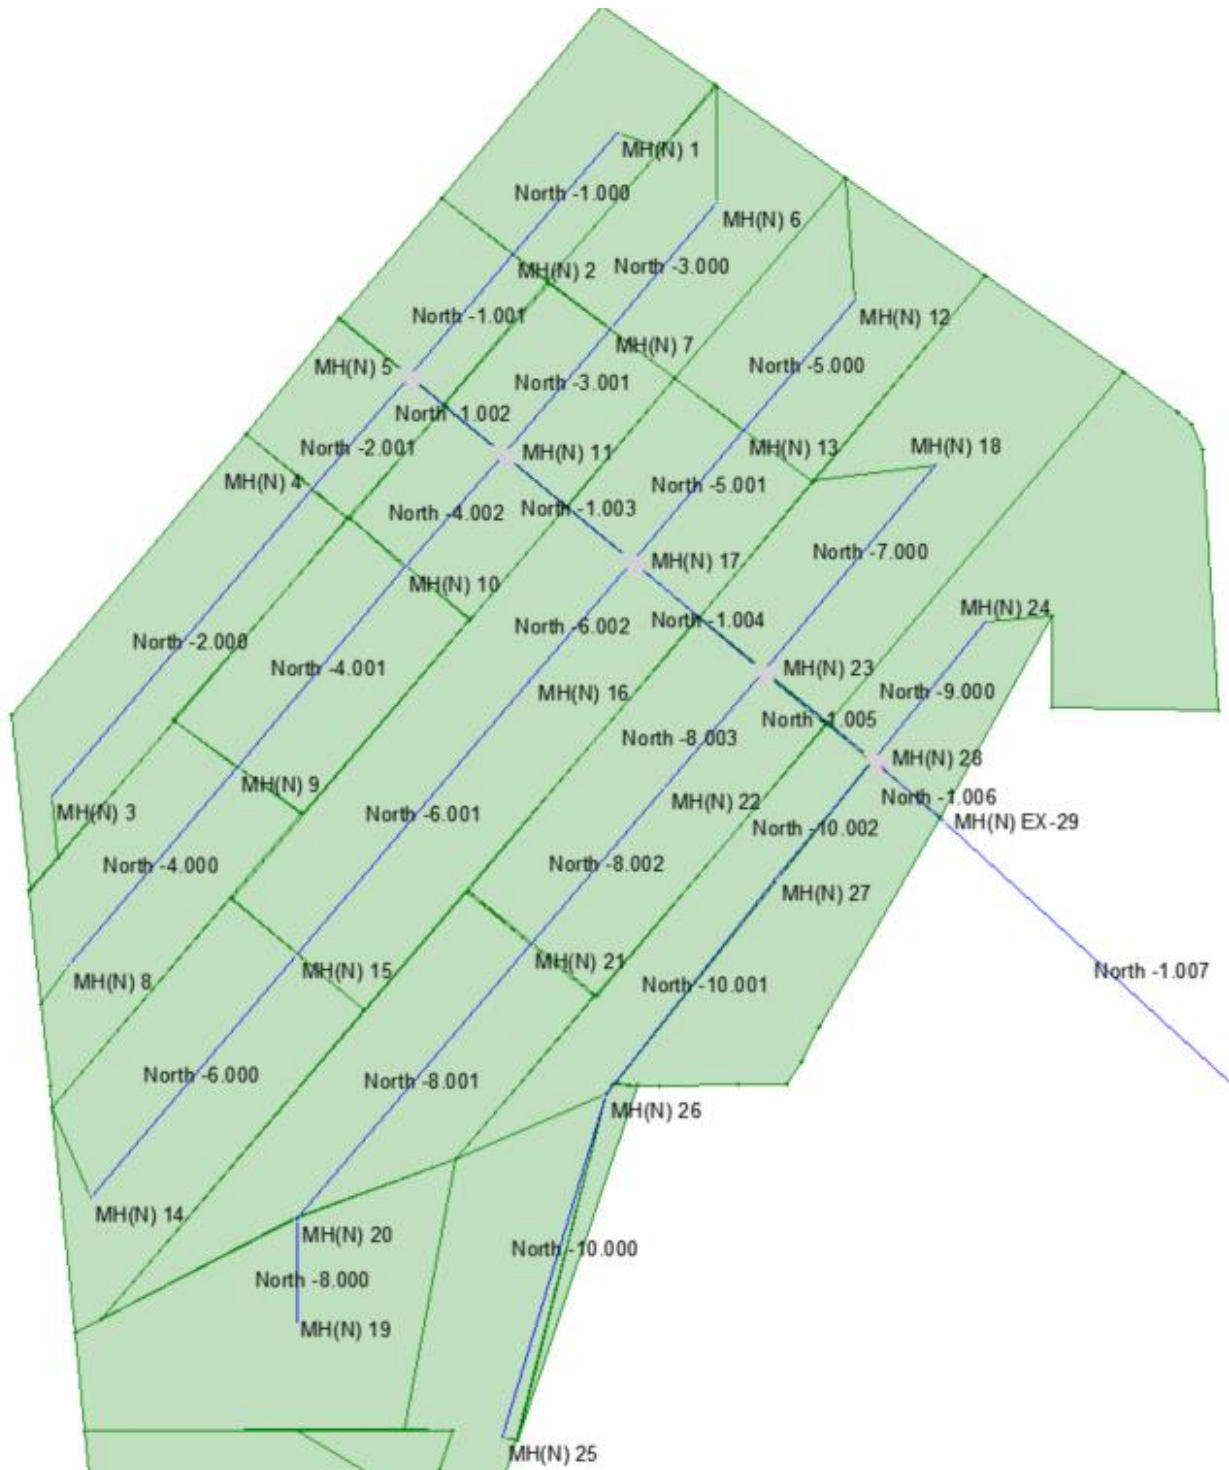 MH(N) 1
North -1.000
MH(N) 6
MH(N) 2
North -3.000
North -1.001
MH(N) 12
MH(N) 7
MH(N) 5
North -5.000
North -3.001
North -1.002
North -2.001
MH(N) 11
MH(N) 13
MH(N) 18
MH(N) 4
North -5.001
North -4.002
North -1.003
North -7.000
MH(N) 17
MH(N) 10
MH(N) 24
North -6.002
North -1.004
North -2.000
North -4.001
MH(N) 23
MH(N) 16
North -9.000
North -1.005
North -8.003
MH(N) 28
MH(N) 9
North -1.006
MH(N) 22
MH(N) 3
North -6.001
MH(N) EX-29
North -10.002
North -4.000
North -8.002
MH(N) 27
MH(N) 21
MH(N) 15
North -1.007
MH(N) 8
North -10.001
North -6.000
North -8.001
MH(N) 26
MH(N) 14
MH(N) 20
North -10.000
North -8.000
MH(N) 19
MH(N) 25